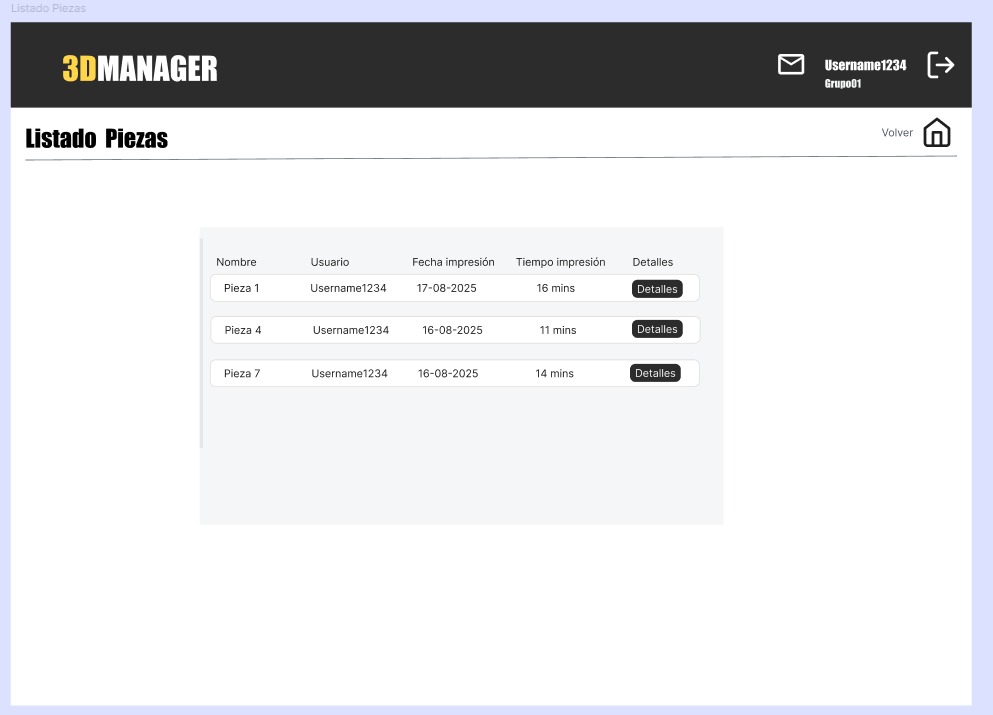 Listado Piezas
3DMANAGER
Username1234
Grupo01
Listado Piezas
Volver
Nombre Usuario Fecha impresión Tiempo impresión Detalles
Pieza 1 Username1234 17-08-2025 16 mins Detalles
Pieza 4 Username1234 16-08-2025 11 mins Detalles
Pieza 7 Username1234 16-08-2025 14 mins Detalles